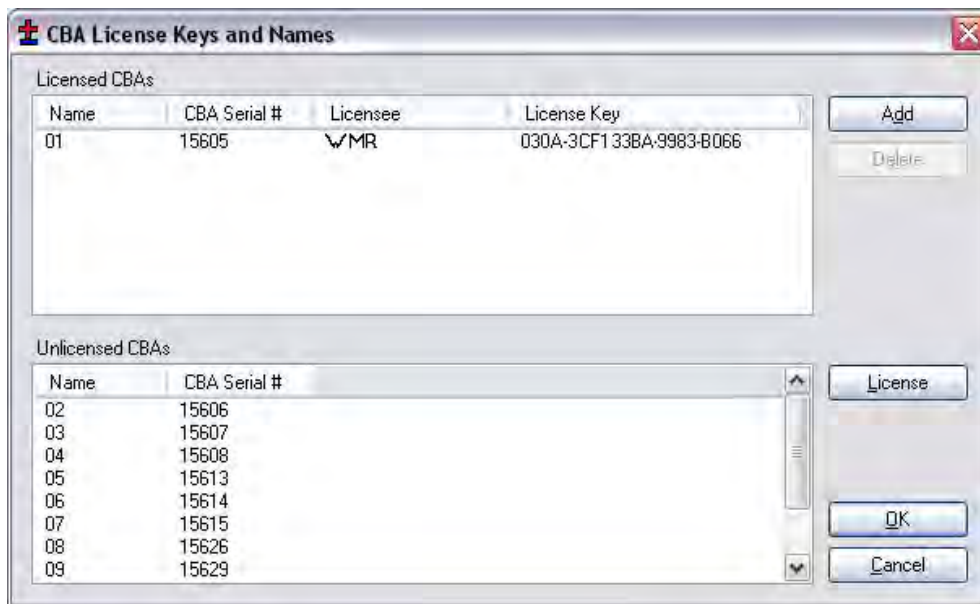 CBA License Keys and Names
Licensed CBAs
Name CBA Serial # Licensee License Key
01 15605 WMR 030A-3CF133BA-9983-B066
Add
Delete
Unlicensed CBAs
Name CBA Serial #
02 15606
03 15607
04 15608
05 15613
06 15614
07 15615
08 15626
09 15629
License
OK
Cancel